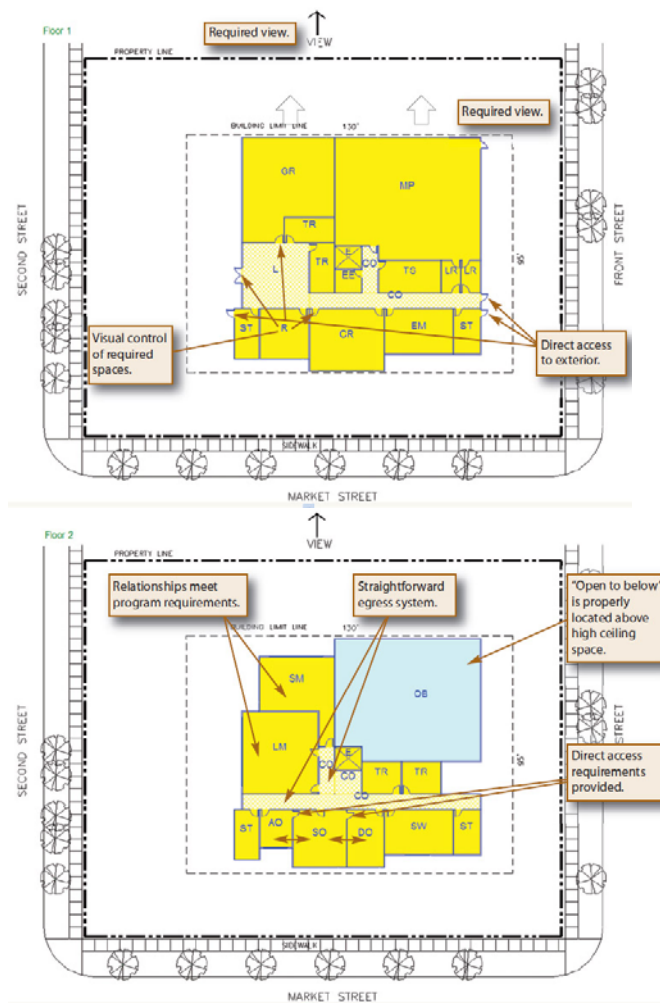 Floor 1
Required view.
VIEW
PROPERTY LINE
Required view.
BUILDING LIMIT LINE 130'
GR
MP
TR
L
TR
E
EE
CO
TS
LR
LR
CO
95'
SECOND STREET
FRONT STREET
Visual control
of required
spaces.
ST
R
CR
EM
ST
Direct access
to exterior.
SIDEWALK
MARKET STREET
Floor 2
VIEW
PROPERTY LINE
Relationships meet
program requirements.
Straightforward
egress system.
"Open to below"
is properly
located above
high ceiling
space.
BUILDING LIMIT LINE 130'
SM
OB
LM
E
CO
CO
TR
TR
CO
95'
SECOND STREET
STREET
Direct access
requirements
provided.
ST
AO
SO
DO
SW
ST
SIDEWALK
MARKET STREET